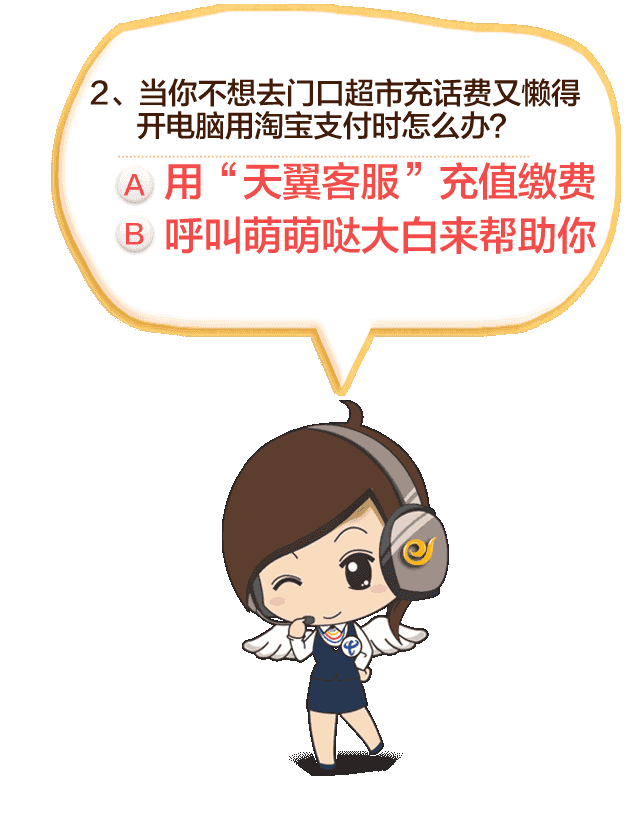 2、当你不想去门口超市充话费又懒得
开电脑用淘宝支付时怎么办？
A 用“天翼客服”充值缴费
B 呼叫萌萌哒大白来帮助你